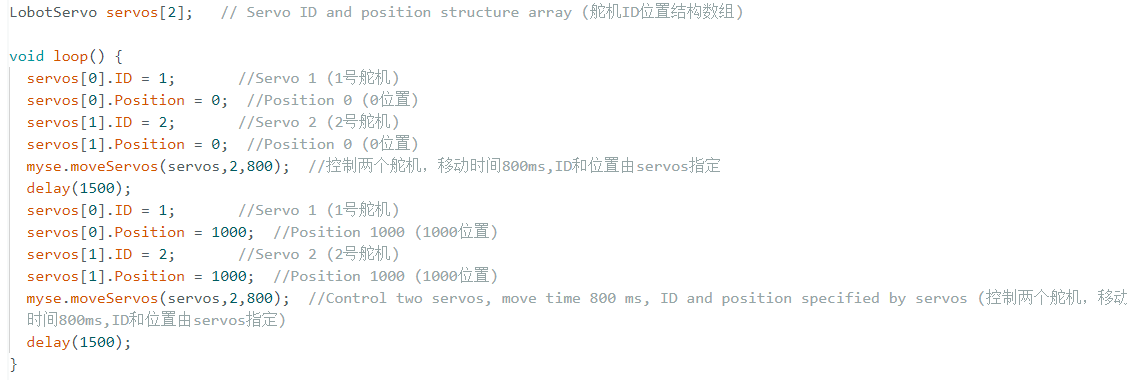 LobotServo servos[2];   // Servo ID and position structure array (舵机ID位置结构数组)
void loop() {
  servos[0].ID = 1;       //Servo 1 (1号舵机)
  servos[0].Position = 0;  //Position 0 (0位置)
  servos[1].ID = 2;       //Servo 2 (2号舵机)
  servos[1].Position = 0;  //Position 0 (0位置)
  myse.moveServos(servos,2,800);  //控制两个舵机，移动时间800ms,ID和位置由servos指定
  delay(1500);
  servos[0].ID = 1;       //Servo 1 (1号舵机)
  servos[0].Position = 1000;  //Position 1000 (1000位置)
  servos[1].ID = 2;       //Servo 2 (2号舵机)
  servos[1].Position = 1000;  //Position 1000 (1000位置)
  myse.moveServos(servos,2,800);  //Control two servos, move time 800 ms, ID and position specified by servos (控制两个舵机，移动
  时间800ms,ID和位置由servos指定)
  delay(1500);
}